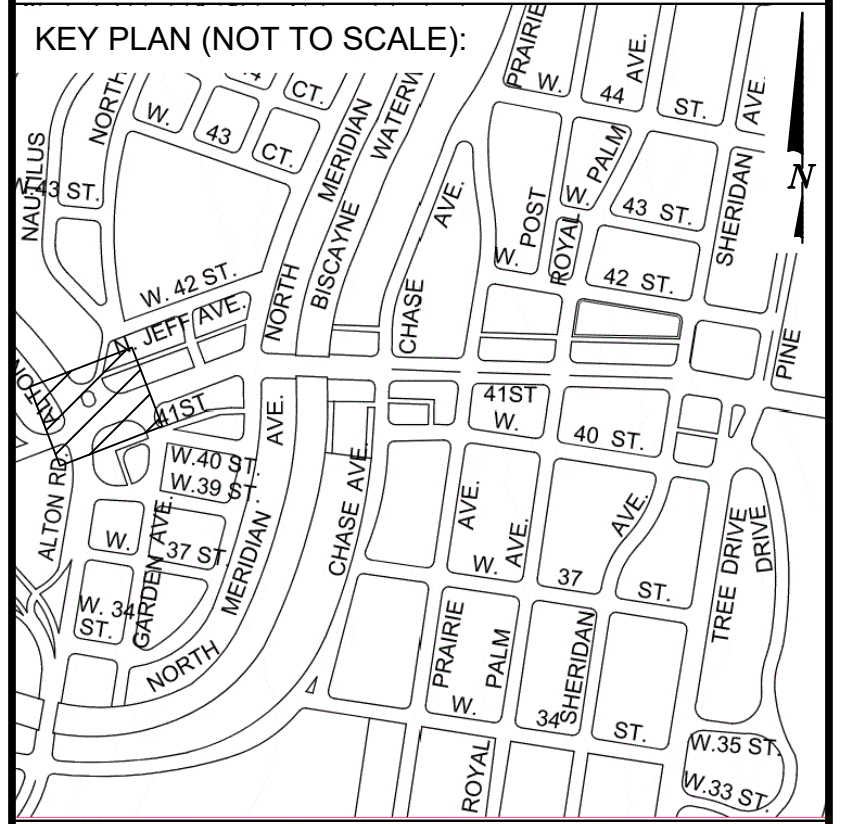 KEY PLAN (NOT TO SCALE):
PRAIRIE
W. 44 ST.
AVE.
AVE.
N
NORTH
W. 43 CT.
CT.
MERIDIAN
WATERW
NAUTILUS
W.43 ST.
PALM
W. 43 ST.
SHERIDAN
AVE.
POST
ROYAL
BISCAYNE
NORTH
W. 42 ST.
W. 42 ST.
CHASE
N. JEFF AVE.
PINE
ALTON
41ST
41ST
W.
AVE.
W. 40 ST.
W.40 ST.
W.39 ST.
ALTON RD.
CHASE AVE.
AVE.
AVE.
AVE.
W. 37 ST.
GARDEN AVE.
MERIDIAN
W. 37 ST.
TREE DRIVE
DRIVE
W. 34
ST.
NORTH
PRAIRIE
PALM
SHERIDAN
W. 34 ST.
ROYAL
W.35 ST.
W.33 ST.